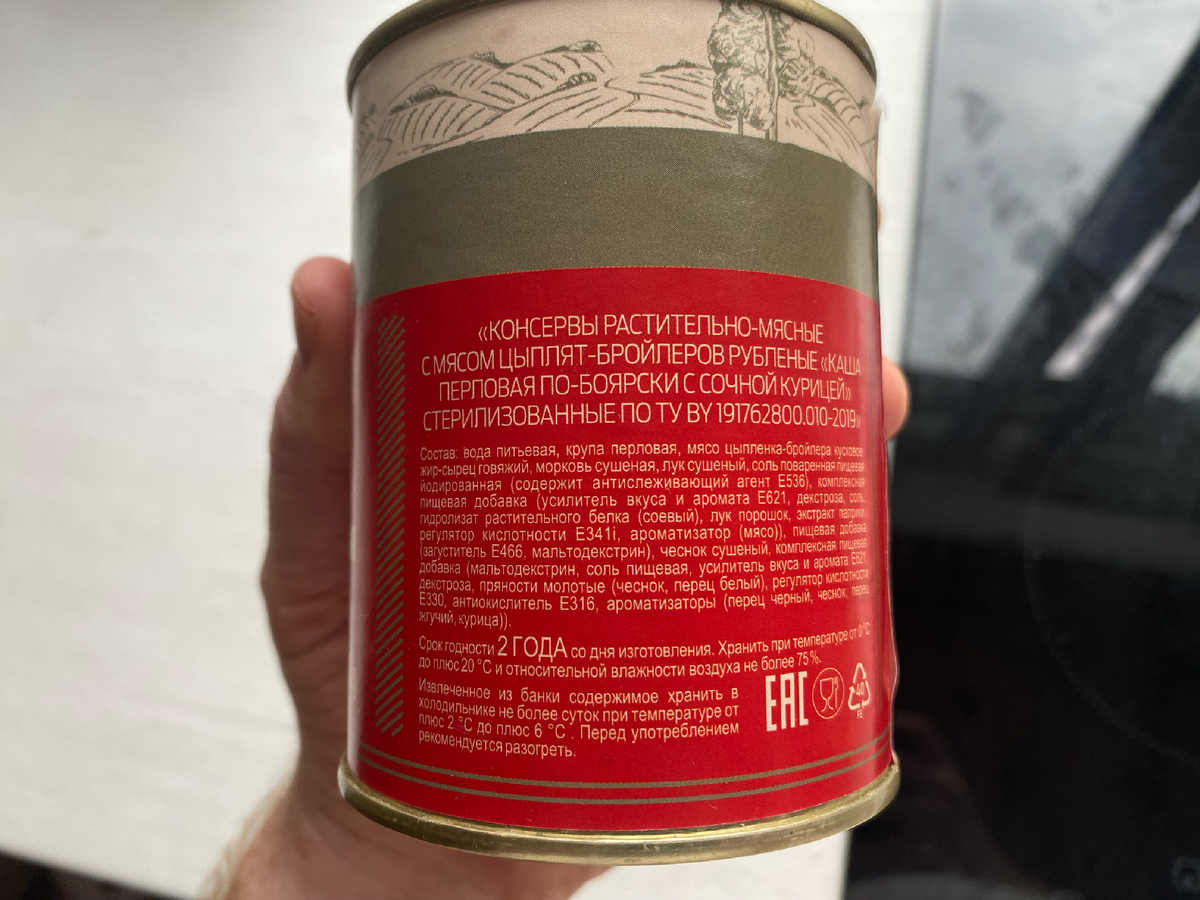 «КОНСЕРВЫ РАСТИТЕЛЬНО-МЯСНЫЕ
С МЯСОМ ЦЫПЛЯТ-БРОЙЛЕРОВ РУБЛЕНЫЕ «КАША
ПЕРЛОВАЯ ПО-БОЯРСКИ С СОЧНОЙ КУРИЦЕЙ»
СТЕРИЛИЗОВАННЫЕ ПО ТУ BY 191762800.010-2019»
Состав: вода питьевая, крупа перловая, мясо цыпленка-бройлера кусковое,
жир-сырец говяжий, морковь сушеная, лук сушеный, соль поваренная пищевая
йодированная (содержит антислеживающий агент Е536), комплексная
пищевая добавка (усилитель вкуса и аромата Е621, декстроза, соль,
гидролизат растительного белка (соевый), лук порошок, экстракт паприки,
регулятор кислотности Е341i, ароматизатор (мясо)), пищевая добавка
(загуститель Е466, мальтодекстрин), чеснок сушеный, комплексная пищевая
добавка (мальтодекстрин, соль пищевая, усилитель вкуса и аромата Е621,
декстроза, пряности молотые (чеснок, перец белый), регулятор кислотности
Е330, антиокислитель Е316, ароматизаторы (перец черный, чеснок, перец
жгучий, курица)).
Срок годности 2 ГОДА со дня изготовления. Хранить при температуре от 0 °С
до плюс 20 °С и относительной влажности воздуха не более 75 %.
Извлеченное из банки содержимое хранить в
холодильнике не более суток при температуре от
плюс 2 °С до плюс 6 °С . Перед употреблением
рекомендуется разогреть.
EAC
40
FE